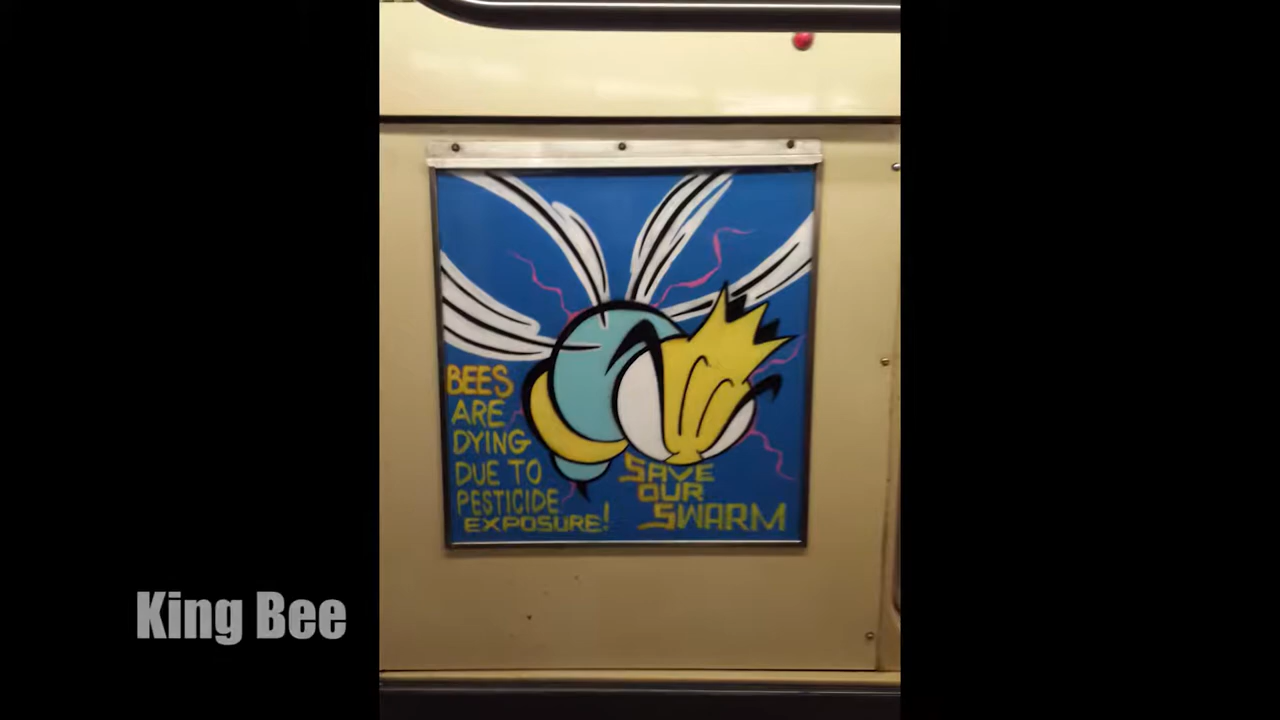 BEES
ARE
DYING
DUE TO
PESTICIDE
EXPOSURE!
SAVE
OUR
SWARM
King Bee